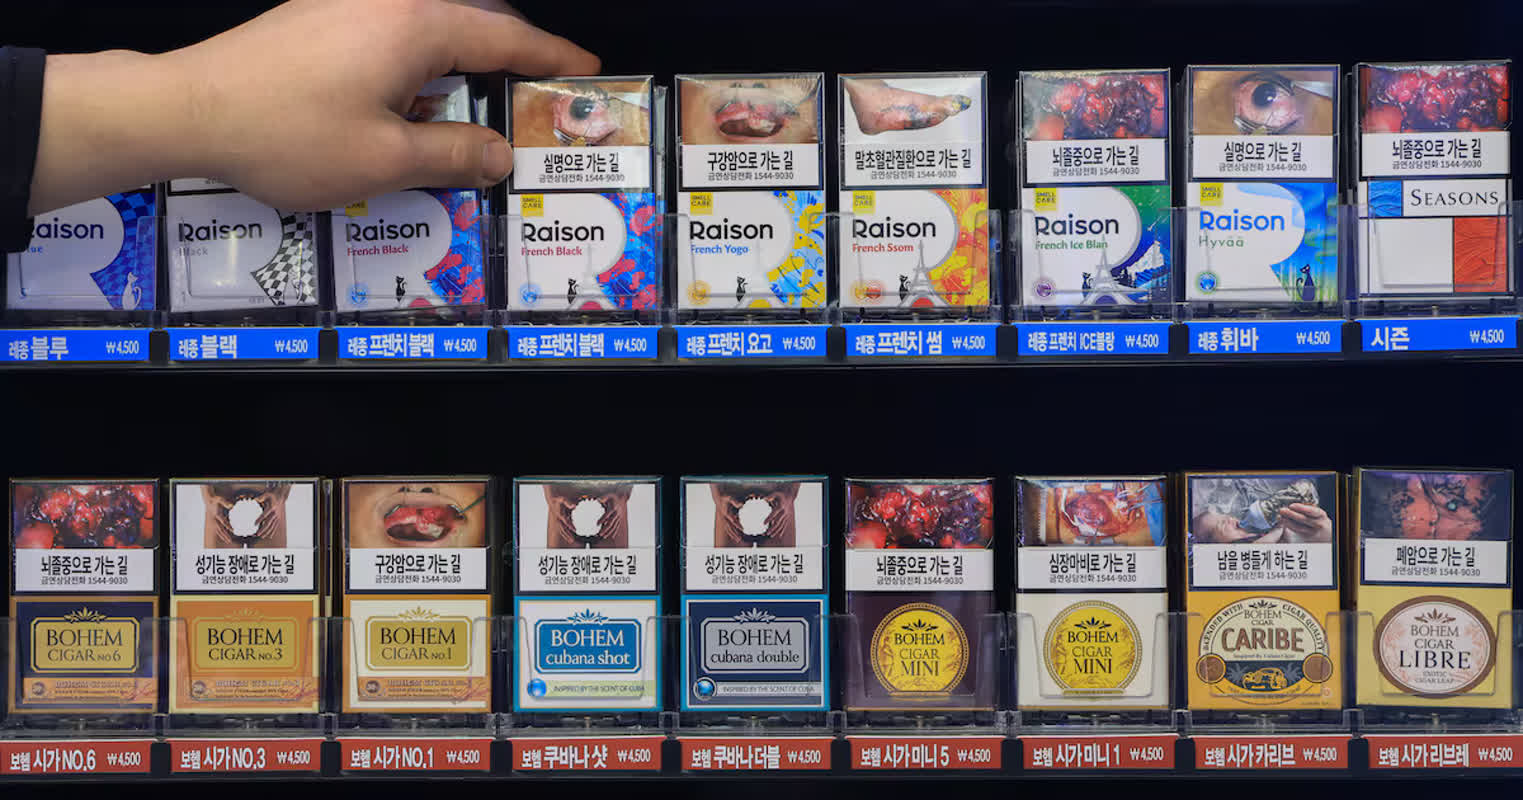 실명으로 가는 길
금연상담전화 1544-9030
구강암으로 가는 길
금연상담전화 1544-9030
말초혈관질환으로 가는 길
금연상담전화 1544-9030
뇌졸중으로 가는 길
금연상담전화 1544-9030
실명으로 가는 길
금연상담전화 1544-9030
뇌졸중으로 가는 길
금연상담전화 1544-9030
Raison
Black
Raison
French Black
SMELL CARE
Raison
French Black
SMELL CARE
Raison
French Yogo
SMELL CARE
Raison
French Ssom
SMELL CARE
Raison
French Ice Blan
SMELL CARE
Raison
Hyvää
SEASONS
레종 블루 ₩4,500
레종 블랙 ₩4,500
레종 프렌치 블랙 ₩4,500
레종 프렌치 블랙 ₩4,500
레종 프렌치 요고 ₩4,500
레종 프렌치 썸 ₩4,500
레종 프렌치 ICE블랑 ₩4,500
레종 휘바 ₩4,500
시즌 ₩4,500
뇌졸중으로 가는 길
금연상담전화 1544-9030
성기능 장애로 가는 길
금연상담전화 1544-9030
구강암으로 가는 길
금연상담전화 1544-9030
성기능 장애로 가는 길
금연상담전화 1544-9030
성기능 장애로 가는 길
금연상담전화 1544-9030
뇌졸중으로 가는 길
금연상담전화 1544-9030
심장마비로 가는 길
금연상담전화 1544-9030
남을 병들게 하는 길
금연상담전화 1544-9030
폐암으로 가는 길
금연상담전화 1544-9030
BOHEM
CIGAR NO.6
BOHEM
CIGAR NO.3
BOHEM
CIGAR NO.1
BOHEM
cubana shot
INSPIRED BY THE SCENT OF CUBA
BOHEM
cubana double
INSPIRED BY THE SCENT OF CUBA
BOHEM
CIGAR
MINI
BOHEM
CIGAR
MINI
BLENDED WITH CIGAR QUALITY
BOHEM
CIGAR
CARIBE
BOHEM
CIGAR
LIBRE
EXOTIC
CIGAR LEAF
보헴 시가 NO.6 ₩4,500
보헴 시가 NO.3 ₩4,500
보헴 시가 NO.1 ₩4,500
보헴 쿠바나 샷 ₩4,500
보헴 쿠바나 더블 ₩4,500
보헴 시가 미니 5 ₩4,500
보헴 시가 미니 1 ₩4,500
보헴 시가 카리브 ₩4,500
보헴 시가 리브레 ₩4,500